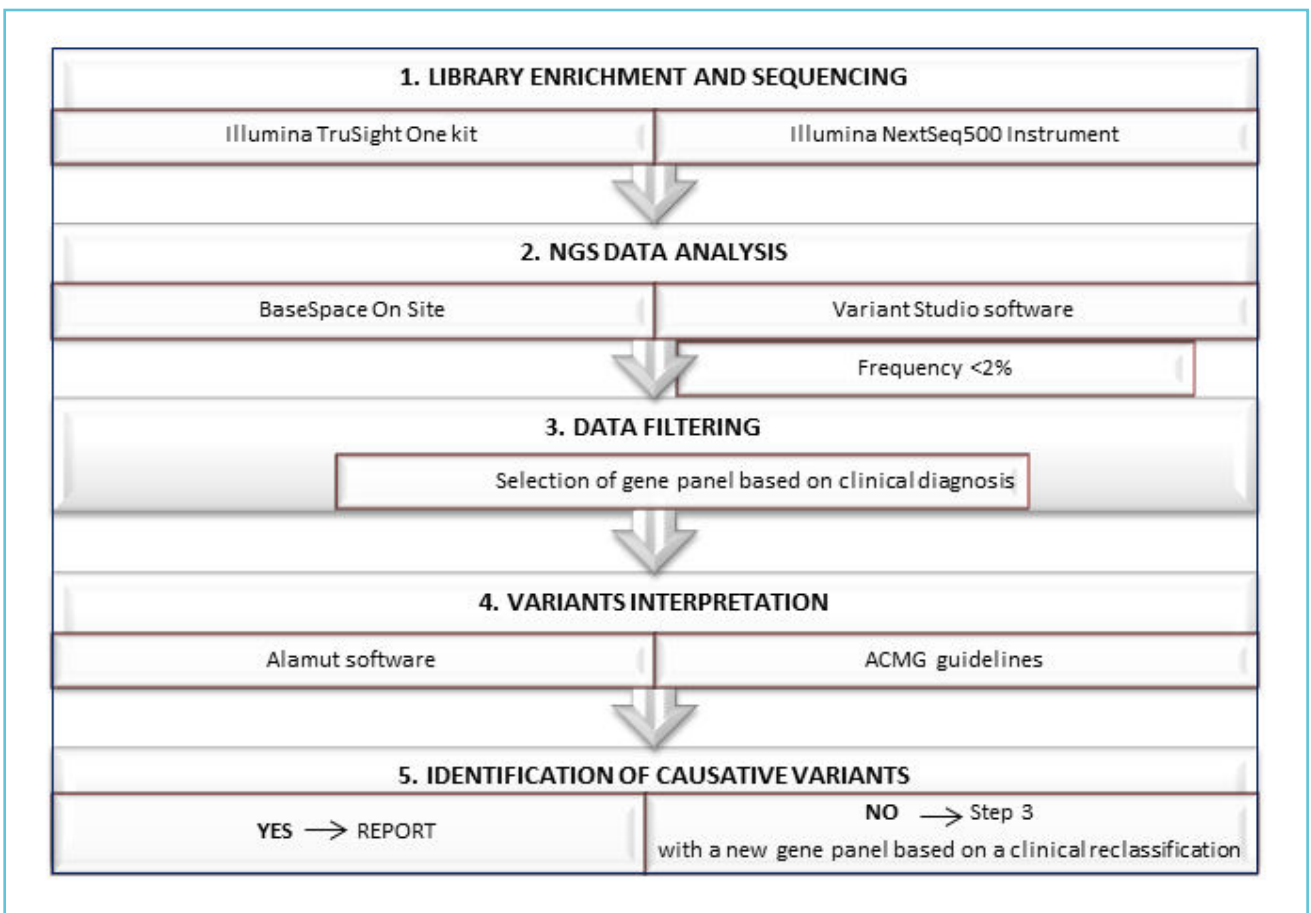 1. LIBRARY ENRICHMENT AND SEQUENCING
Illumina TruSight One kit
Illumina NextSeq500 Instrument
2. NGS DATA ANALYSIS
BaseSpace On Site
Variant Studio software
Frequency <2%
3. DATA FILTERING
Selection of gene panel based on clinical diagnosis
4. VARIANTS INTERPRETATION
Alamut software
ACMG guidelines
5. IDENTIFICATION OF CAUSATIVE VARIANTS
YES → REPORT
NO → Step 3
with a new gene panel based on a clinical reclassification